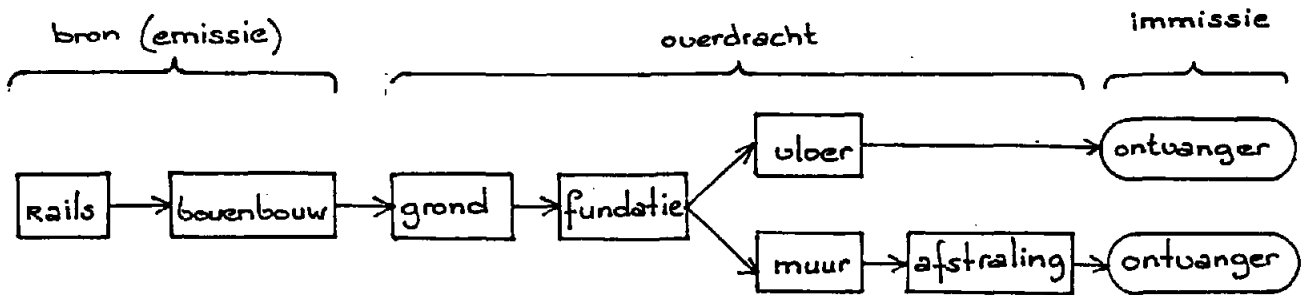 bron (emissie)
overdracht
immissie
Rails
bovenbouw
grond
fundatie
vloer
ontvanger
muur
afstraling
ontvanger